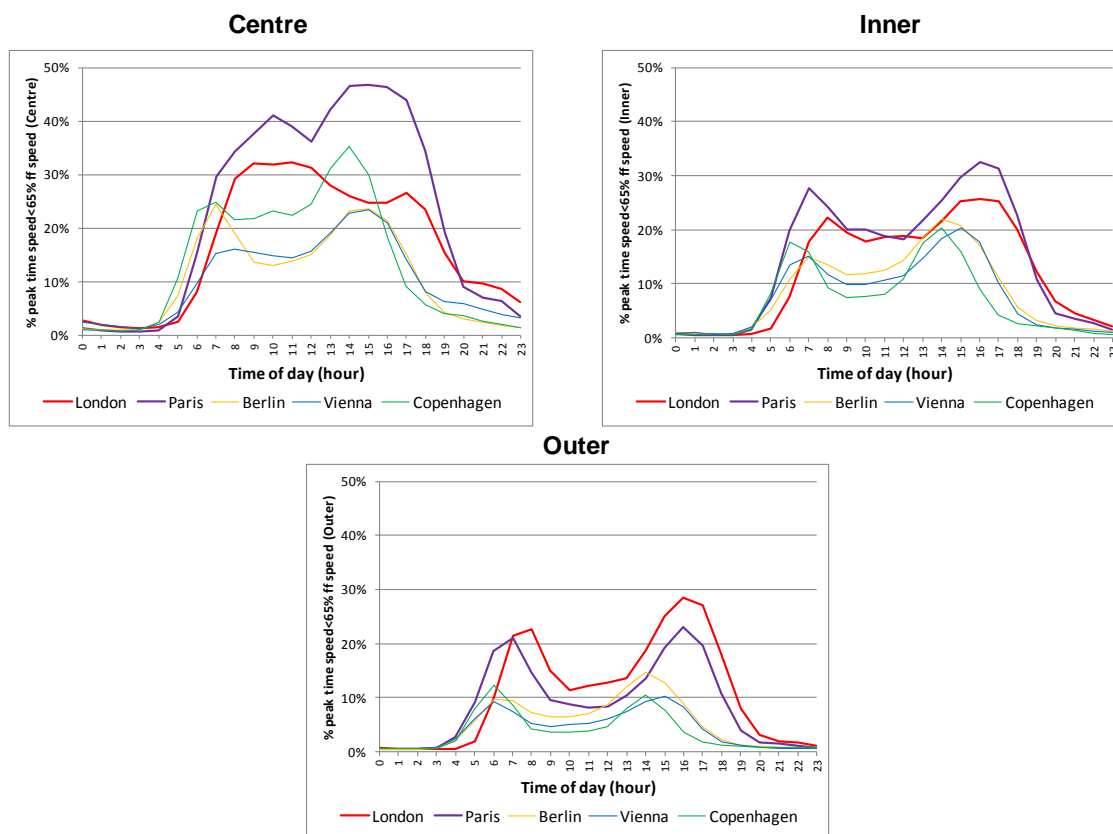 Centre
% peak time speed<65% ff speed (Centre)
50%
40%
30%
20%
10%
0%
0 1 2 3 4 5 6 7 8 9 10 11 12 13 14 15 16 17 18 19 20 21 22 23
Time of day (hour)
London Paris Berlin Vienna Copenhagen
Inner
% peak time speed<65% ff speed (Inner)
50%
40%
30%
20%
10%
0%
0 1 2 3 4 5 6 7 8 9 10 11 12 13 14 15 16 17 18 19 20 21 22 23
Time of day (hour)
London Paris Berlin Vienna Copenhagen
Outer
% peak time speed<65% ff speed (Outer)
50%
40%
30%
20%
10%
0%
0 1 2 3 4 5 6 7 8 9 10 11 12 13 14 15 16 17 18 19 20 21 22 23
Time of day (hour)
London Paris Berlin Vienna Copenhagen